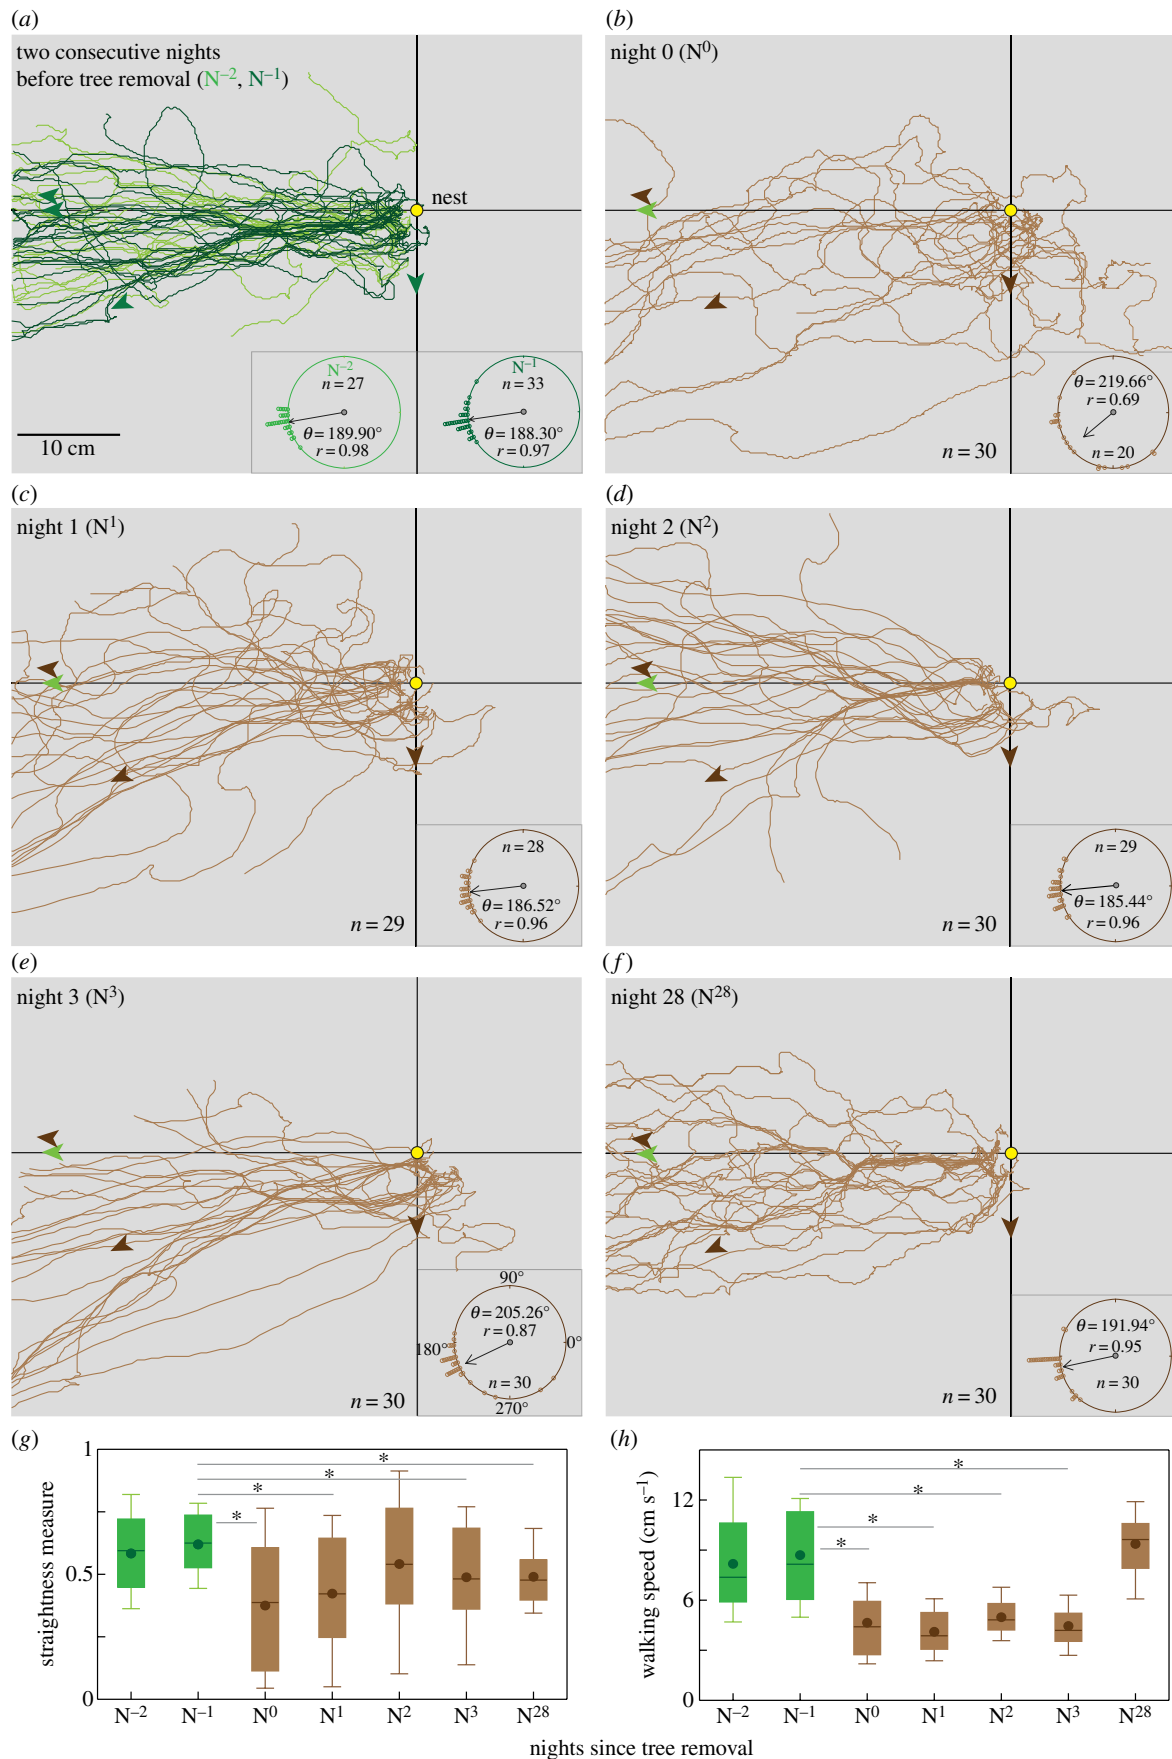 (a)
two consecutive nights
before tree removal (N⁻², N⁻¹)
nest
10 cm
N⁻²
n = 27
θ = 189.90°
r = 0.98
N⁻¹
n = 33
θ = 188.30°
r = 0.97
(b)
night 0 (N⁰)
θ = 219.66°
r = 0.69
n = 20
n = 30
(c)
night 1 (N¹)
n = 28
θ = 186.52°
r = 0.96
n = 29
(d)
night 2 (N²)
n = 29
θ = 185.44°
r = 0.96
n = 30
(e)
night 3 (N³)
90°
θ = 205.26°
r = 0.87
180°
0°
n = 30
270°
n = 30
(f)
night 28 (N²⁸)
θ = 191.94°
r = 0.95
n = 30
n = 30
(g)
straightness measure
1
0.5
0
*
*
*
*
N⁻² N⁻¹ N⁰ N¹ N² N³ N²⁸
(h)
walking speed (cm s⁻¹)
12
6
0
*
*
*
*
N⁻² N⁻¹ N⁰ N¹ N² N³ N²⁸
nights since tree removal